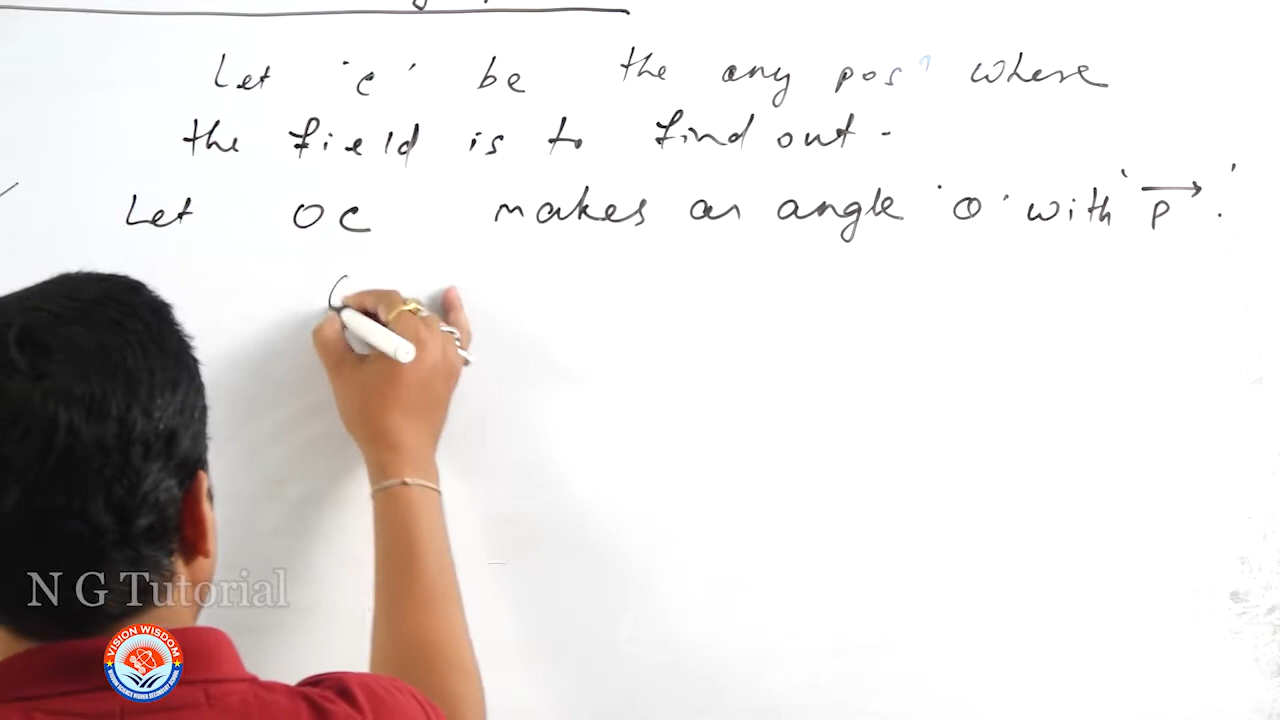 Let 'c' be the any pos^n where
the field is to find out.
Let OC makes an angle 'θ' with '→p'.
N G Tutorial
VISION WISDOM